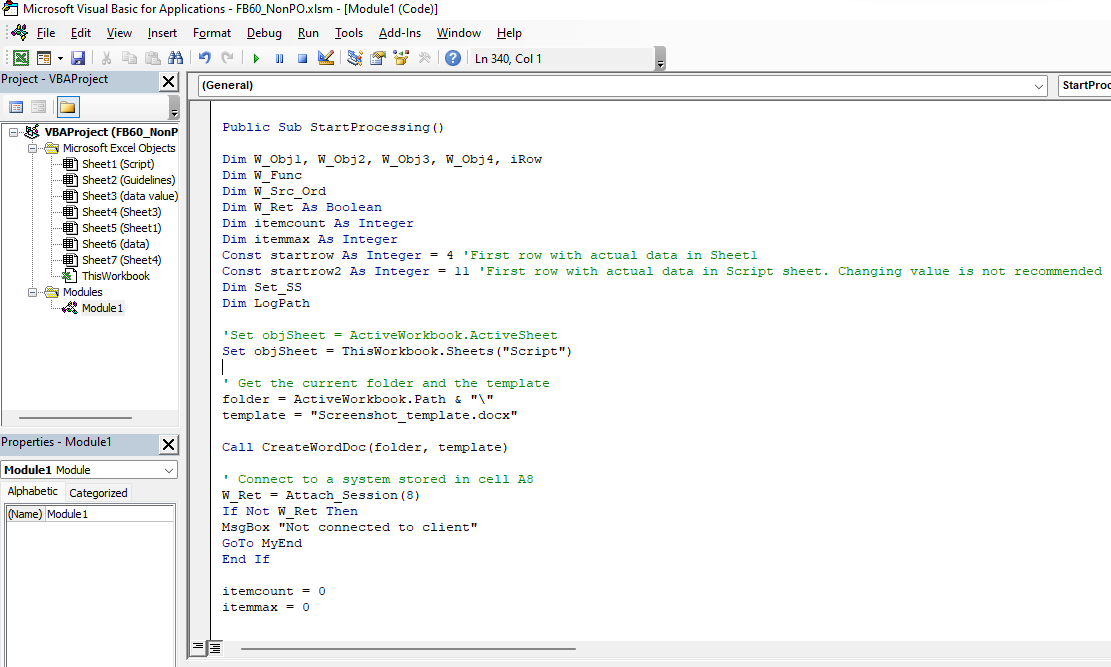 Microsoft Visual Basic for Applications - FB60_NonPO.xlsm - [Module1 (Code)]
File Edit View Insert Format Debug Run Tools Add-Ins Window Help
Ln 340, Col 1
Project - VBAProject
VBAProject (FB60_NonP
Microsoft Excel Objects
Sheet1 (Script)
Sheet2 (Guidelines)
Sheet3 (data value)
Sheet4 (Sheet3)
Sheet5 (Sheet1)
Sheet6 (data)
Sheet7 (Sheet4)
ThisWorkbook
Modules
Module1
Properties - Module1
Module1 Module
Alphabetic Categorized
(Name) Module1
(General) StartProc
Public Sub StartProcessing()
Dim W_Obj1, W_Obj2, W_Obj3, W_Obj4, iRow
Dim W_Func
Dim W_Src_Ord
Dim W_Ret As Boolean
Dim itemcount As Integer
Dim itemmax As Integer
Const startrow As Integer = 4 'First row with actual data in Sheet1
Const startrow2 As Integer = 11 'First row with actual data in Script sheet. Changing value is not recommended
Dim Set_SS
Dim LogPath
'Set objSheet = ActiveWorkbook.ActiveSheet
Set objSheet = ThisWorkbook.Sheets("Script")
' Get the current folder and the template
folder = ActiveWorkbook.Path & "\"
template = "Screenshot_template.docx"
Call CreateWordDoc(folder, template)
' Connect to a system stored in cell A8
W_Ret = Attach_Session(8)
If Not W_Ret Then
MsgBox "Not connected to client"
GoTo MyEnd
End If
itemcount = 0
itemmax = 0